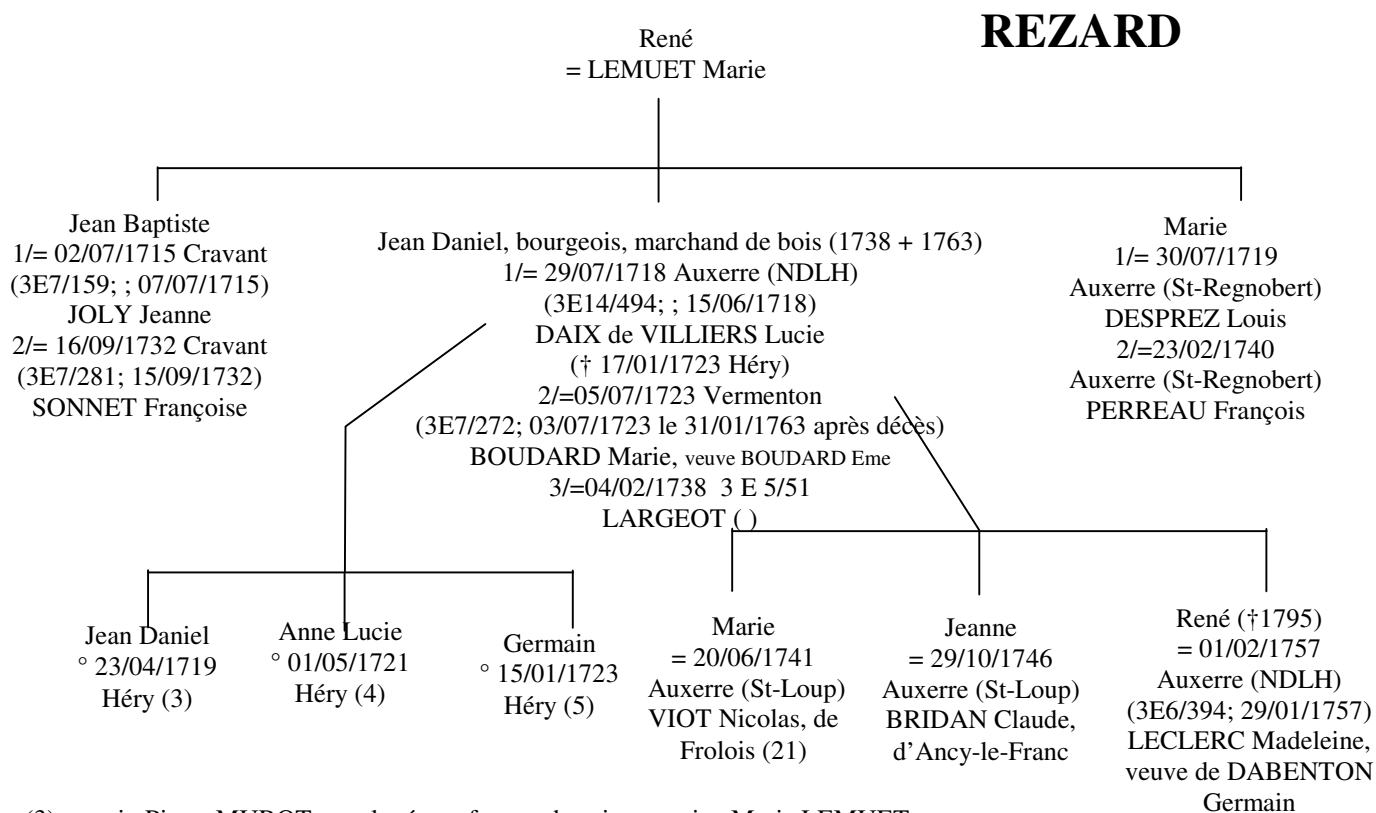 REZARD
René
= LEMUET Marie
Jean Baptiste
1/= 02/07/1715 Cravant
(3E7/159; ; 07/07/1715)
JOLY Jeanne
2/= 16/09/1732 Cravant
(3E7/281; 15/09/1732)
SONNET Françoise
Jean Daniel, bourgeois, marchand de bois (1738 + 1763)
1/= 29/07/1718 Auxerre (NDLH)
(3E14/494; ; 15/06/1718)
DAIX de VILLIERS Lucie
(† 17/01/1723 Héry)
2/=05/07/1723 Vermenton
(3E7/272; 03/07/1723 le 31/01/1763 après décès)
BOUDARD Marie, veuve BOUDARD Eme
3/=04/02/1738 3 E 5/51
LARGEOT ( )
Marie
1/= 30/07/1719
Auxerre (St-Regnobert)
DESPREZ Louis
2/=23/02/1740
Auxerre (St-Regnobert)
PERREAU François
Jean Daniel
° 23/04/1719
Héry (3)
Anne Lucie
° 01/05/1721
Héry (4)
Germain
° 15/01/1723
Héry (5)
Marie
= 20/06/1741
Auxerre (St-Loup)
VIOT Nicolas, de
Frolois (21)
Jeanne
= 29/10/1746
Auxerre (St-Loup)
BRIDAN Claude,
d'Ancy-le-Franc
René (†1795)
= 01/02/1757
Auxerre (NDLH)
(3E6/394; 29/01/1757)
LECLERC Madeleine,
veuve de DABENTON
Germain